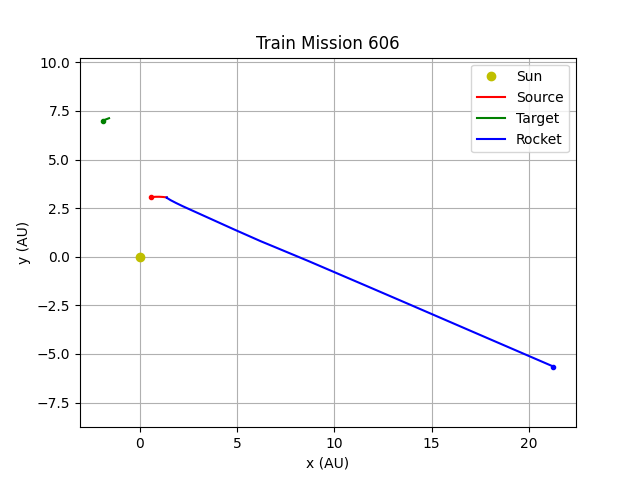 Train Mission 606
Sun
Source
Target
Rocket
10.0
7.5
5.0
2.5
0.0
−2.5
−5.0
−7.5
y (AU)
0 5 10 15 20
x (AU)